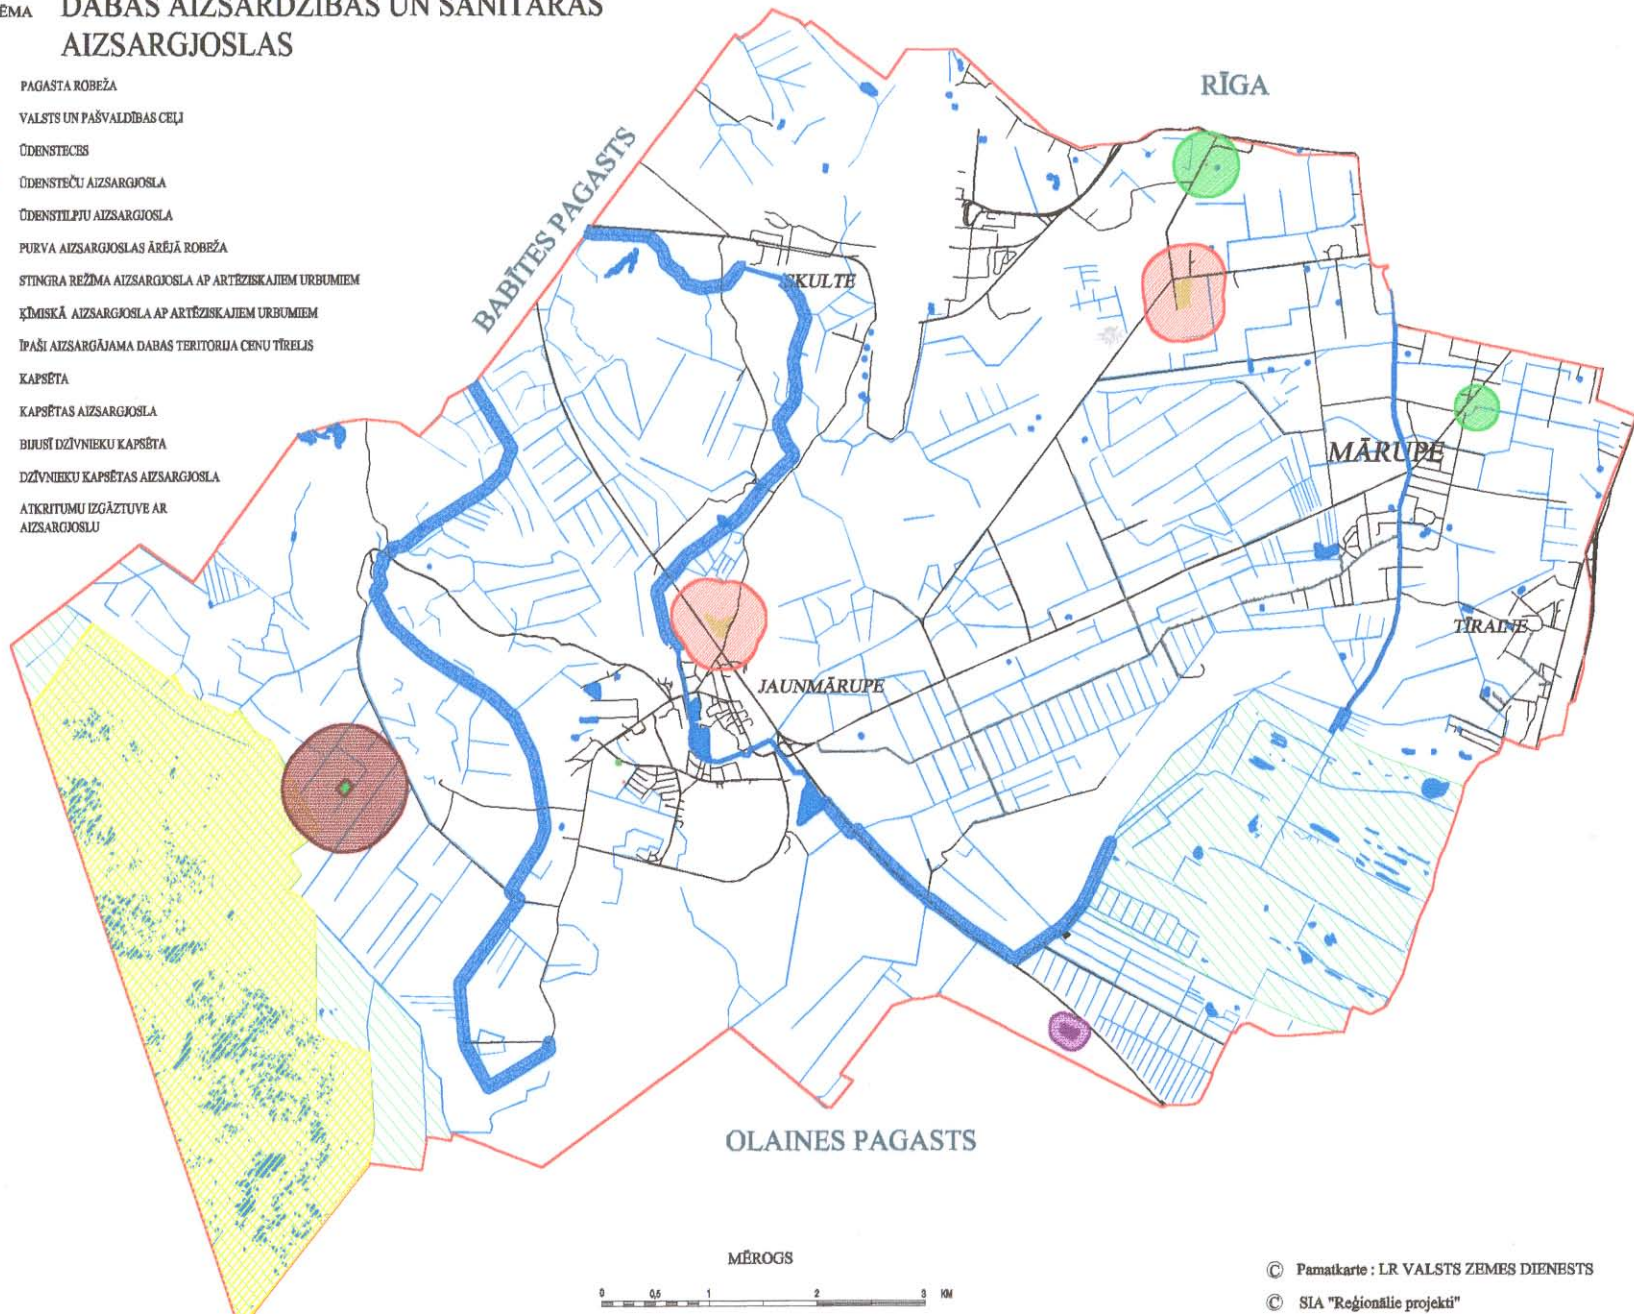 ĒMA DABAS AIZSARDZĪBAS UN SANITĀRĀS
AIZSARGJOSLAS
PAGASTA ROBEŽA
VALSTS UN PAŠVALDĪBAS CEĻI
ŪDENSTECES
ŪDENSTEČU AIZSARGJOSLA
ŪDENSTILPJU AIZSARGJOSLA
PURVA AIZSARGJOSLAS ĀRĒJĀ ROBEŽA
STINGRA REŽĪMA AIZSARGJOSLA AP ARTĒZISKAJIEM URBUMIEM
ĶĪMISKĀ AIZSARGJOSLA AP ARTĒZISKAJIEM URBUMIEM
ĪPAŠI AIZSARGĀJAMA DABAS TERITORIJA CENU TĪRELIS
KAPSĒTA
KAPSĒTAS AIZSARGJOSLA
BIJUSĪ DZĪVNIEKU KAPSĒTA
DZĪVNIEKU KAPSĒTAS AIZSARGJOSLA
ATKRITUMU IZGĀZTUVE AR
AIZSARGJOSLU
RĪGA
BABĪTES PAGASTS
SKULTE
MĀRUPE
TĪRAINE
JAUNMĀRUPE
OLAINES PAGASTS
MĒROGS
0 0,5 1 2 3 KM
© Pamatkarte : LR VALSTS ZEMES DIENESTS
© SIA "Reģionālie projekti"